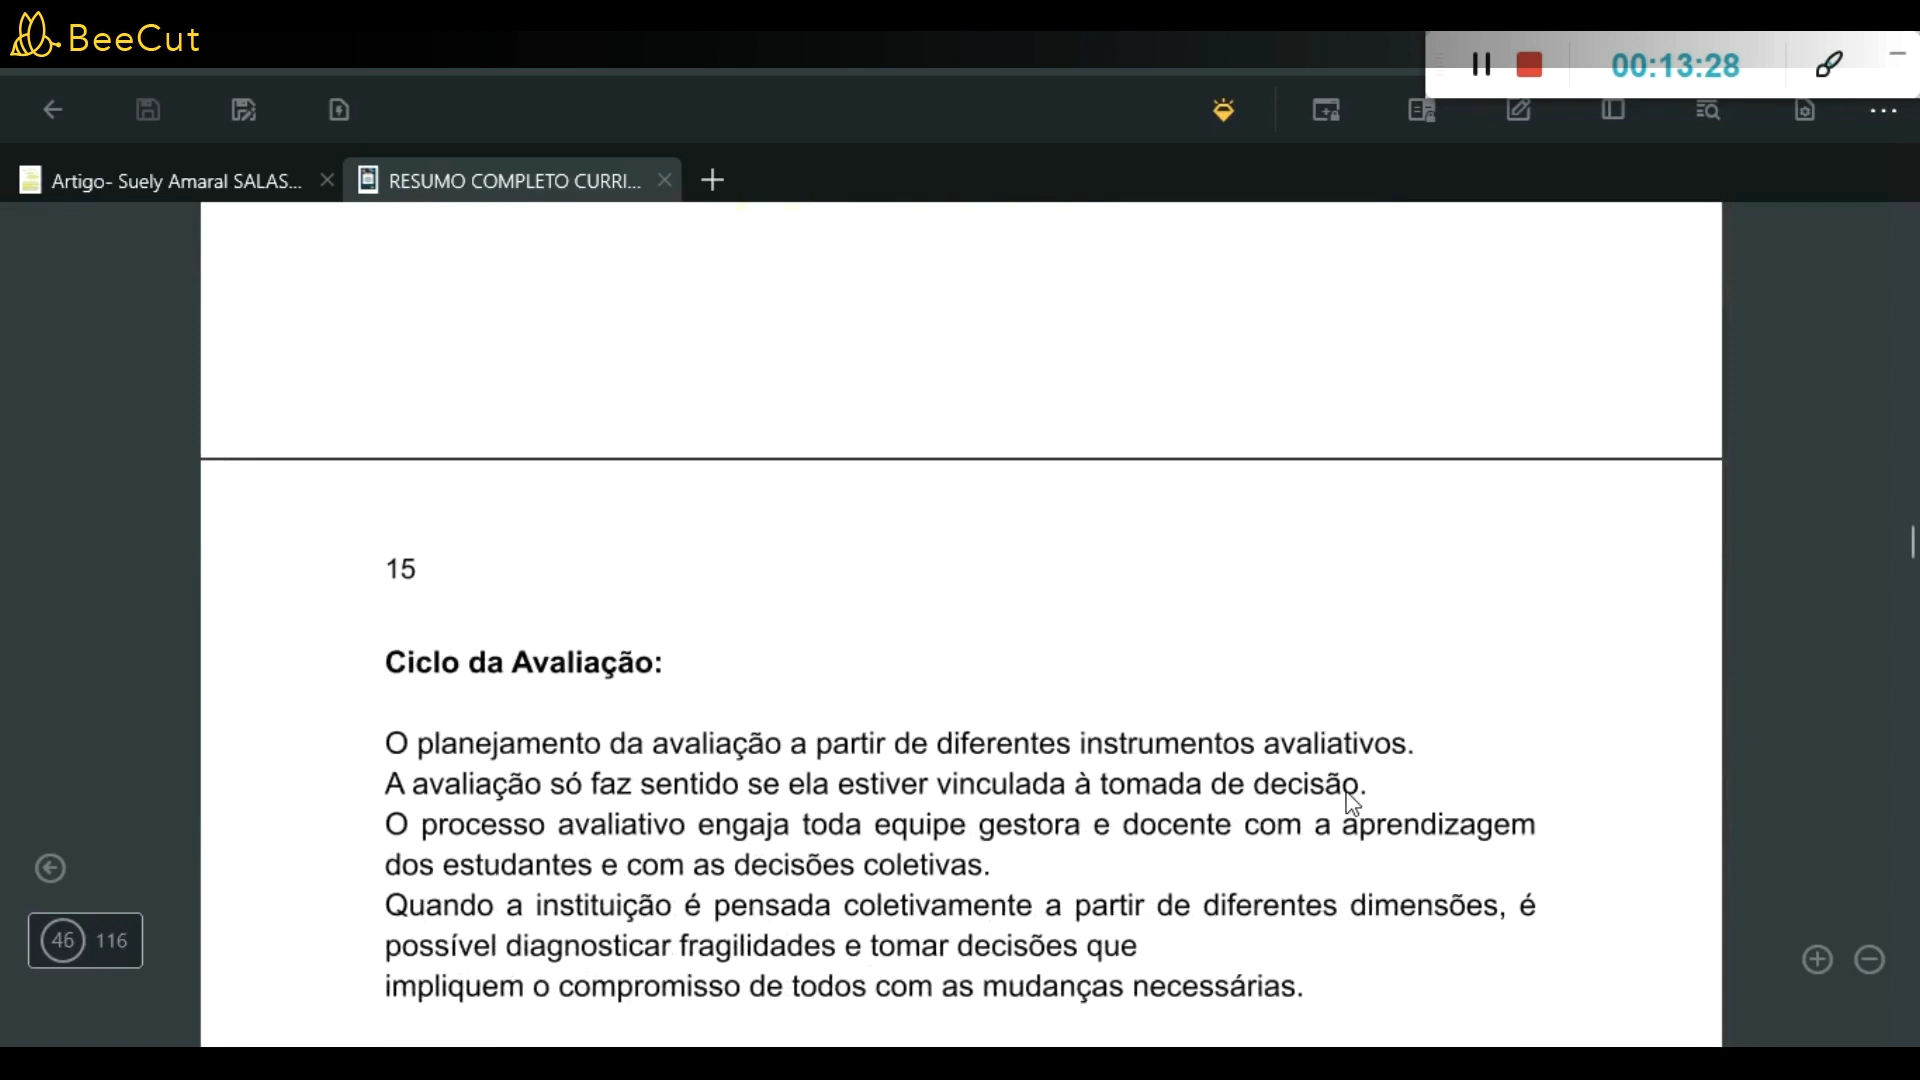 BeeCut
00:13:28
Artigo- Suely Amaral SALAS...
RESUMO COMPLETO CURRI...
15
Ciclo da Avaliação:
O planejamento da avaliação a partir de diferentes instrumentos avaliativos.
A avaliação só faz sentido se ela estiver vinculada à tomada de decisão.
O processo avaliativo engaja toda equipe gestora e docente com a aprendizagem
dos estudantes e com as decisões coletivas.
Quando a instituição é pensada coletivamente a partir de diferentes dimensões, é
possível diagnosticar fragilidades e tomar decisões que
impliquem o compromisso de todos com as mudanças necessárias.
46 116